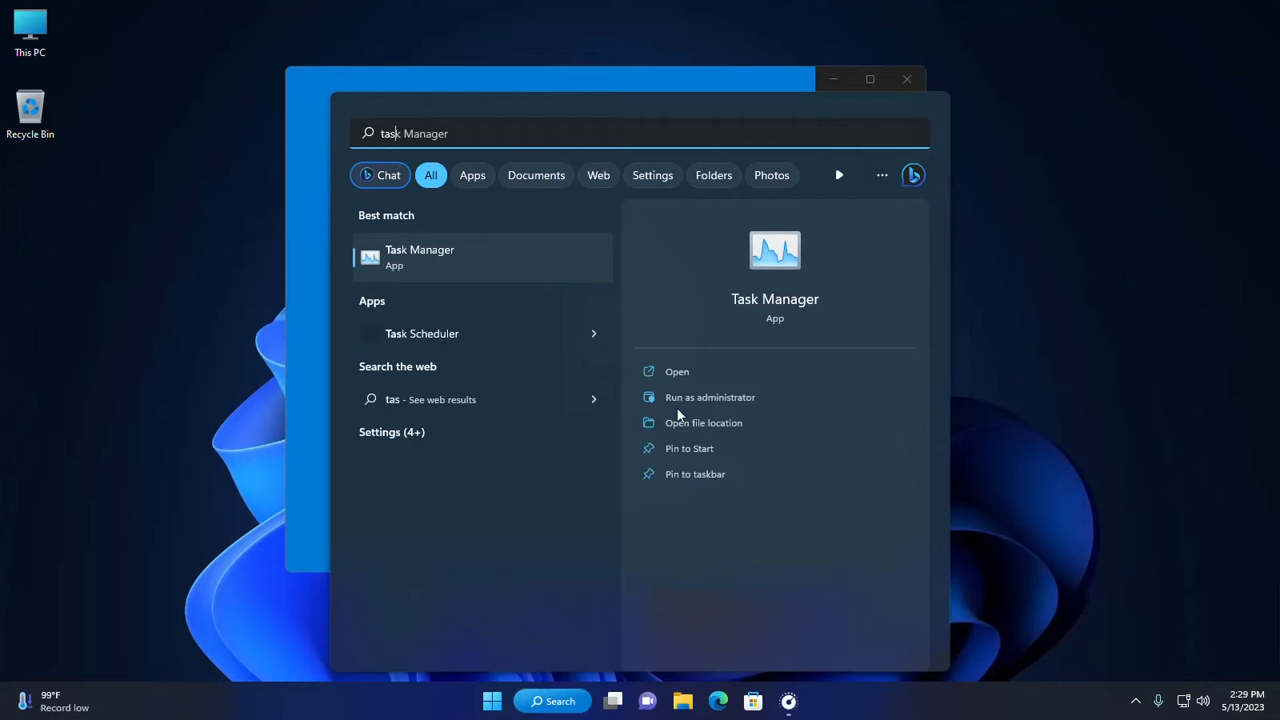 This PC
Recycle Bin
task Manager
Chat
All
Apps
Documents
Web
Settings
Folders
Photos
Best match
Task Manager
App
Apps
Task Scheduler
Search the web
tas - See web results
Settings (4+)
Task Manager
App
Open
Run as administrator
Open file location
Pin to Start
Pin to taskbar
99°F
Record low
Search
2:29 PM
5/13/2023